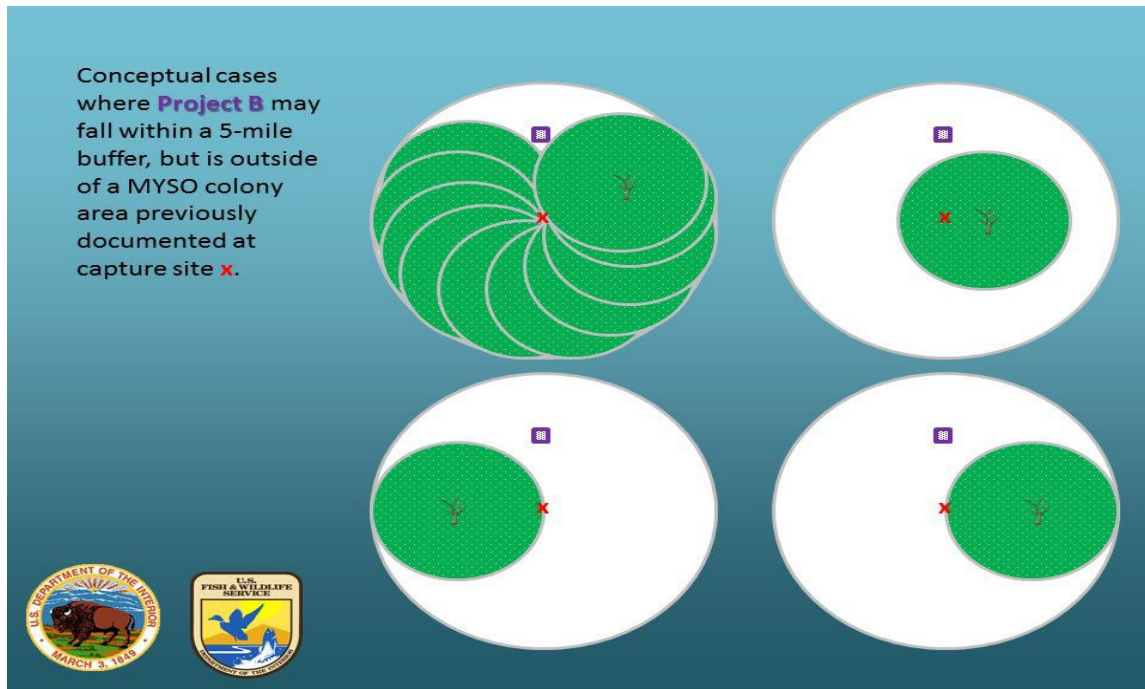 Conceptual cases
where Project B may
fall within a 5-mile
buffer, but is outside
of a MYSO colony
area previously
documented at
capture site x.
x
x
x
x
U.S. DEPARTMENT OF THE INTERIOR
MARCH 3, 1849
U.S.
FISH & WILDLIFE
SERVICE
DEPARTMENT OF THE INTERIOR